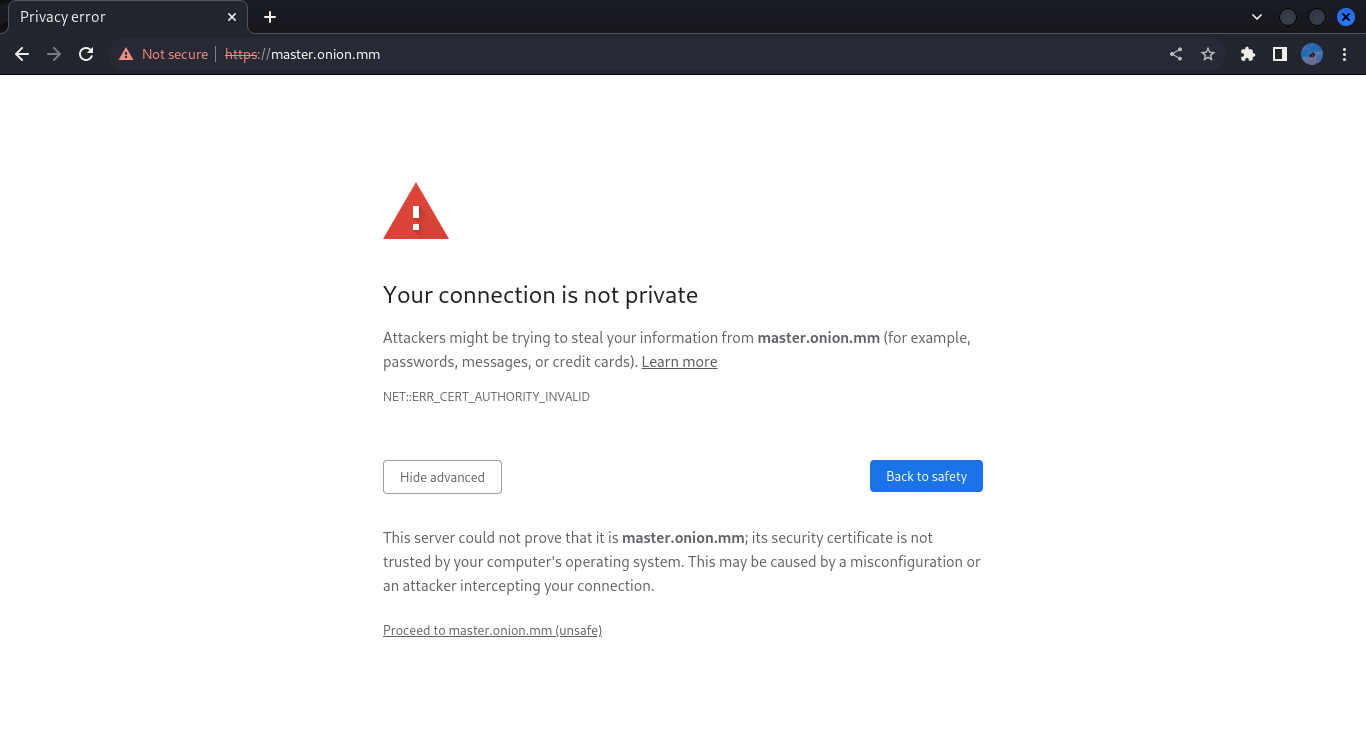 Privacy error
Not secure
https://master.onion.mm
Your connection is not private
Attackers might be trying to steal your information from master.onion.mm (for example,
passwords, messages, or credit cards). Learn more
NET::ERR_CERT_AUTHORITY_INVALID
Hide advanced
Back to safety
This server could not prove that it is master.onion.mm; its security certificate is not
trusted by your computer's operating system. This may be caused by a misconfiguration or
an attacker intercepting your connection.
Proceed to master.onion.mm (unsafe)